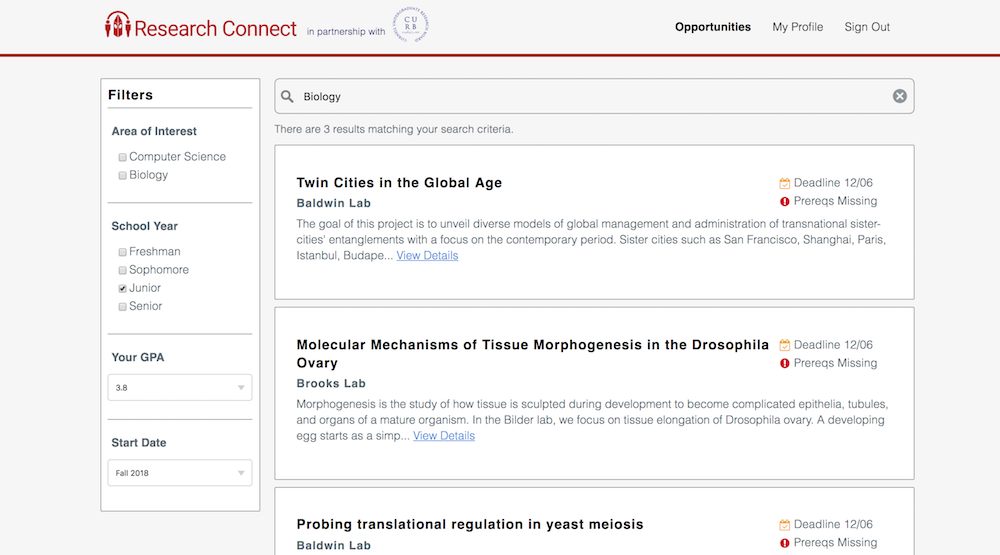 Research Connect in partnership with
CURB
Opportunities My Profile Sign Out
Filters
Area of Interest
Computer Science
Biology
School Year
Freshman
Sophomore
Junior
Senior
Your GPA
3.8
Start Date
Fall 2018
Biology
There are 3 results matching your search criteria.
Twin Cities in the Global Age
Deadline 12/06
Baldwin Lab
Prereqs Missing
The goal of this project is to unveil diverse models of global management and administration of transnational sister-
cities' entanglements with a focus on the contemporary period. Sister cities such as San Francisco, Shanghai, Paris,
Istanbul, Budape... View Details
Molecular Mechanisms of Tissue Morphogenesis in the Drosophila
Ovary
Deadline 12/06
Prereqs Missing
Brooks Lab
Morphogenesis is the study of how tissue is sculpted during development to become complicated epithelia, tubules,
and organs of a mature organism. In the Bilder lab, we focus on tissue elongation of Drosophila ovary. A developing
egg starts as a simp... View Details
Probing translational regulation in yeast meiosis
Deadline 12/06
Baldwin Lab
Prereqs Missing